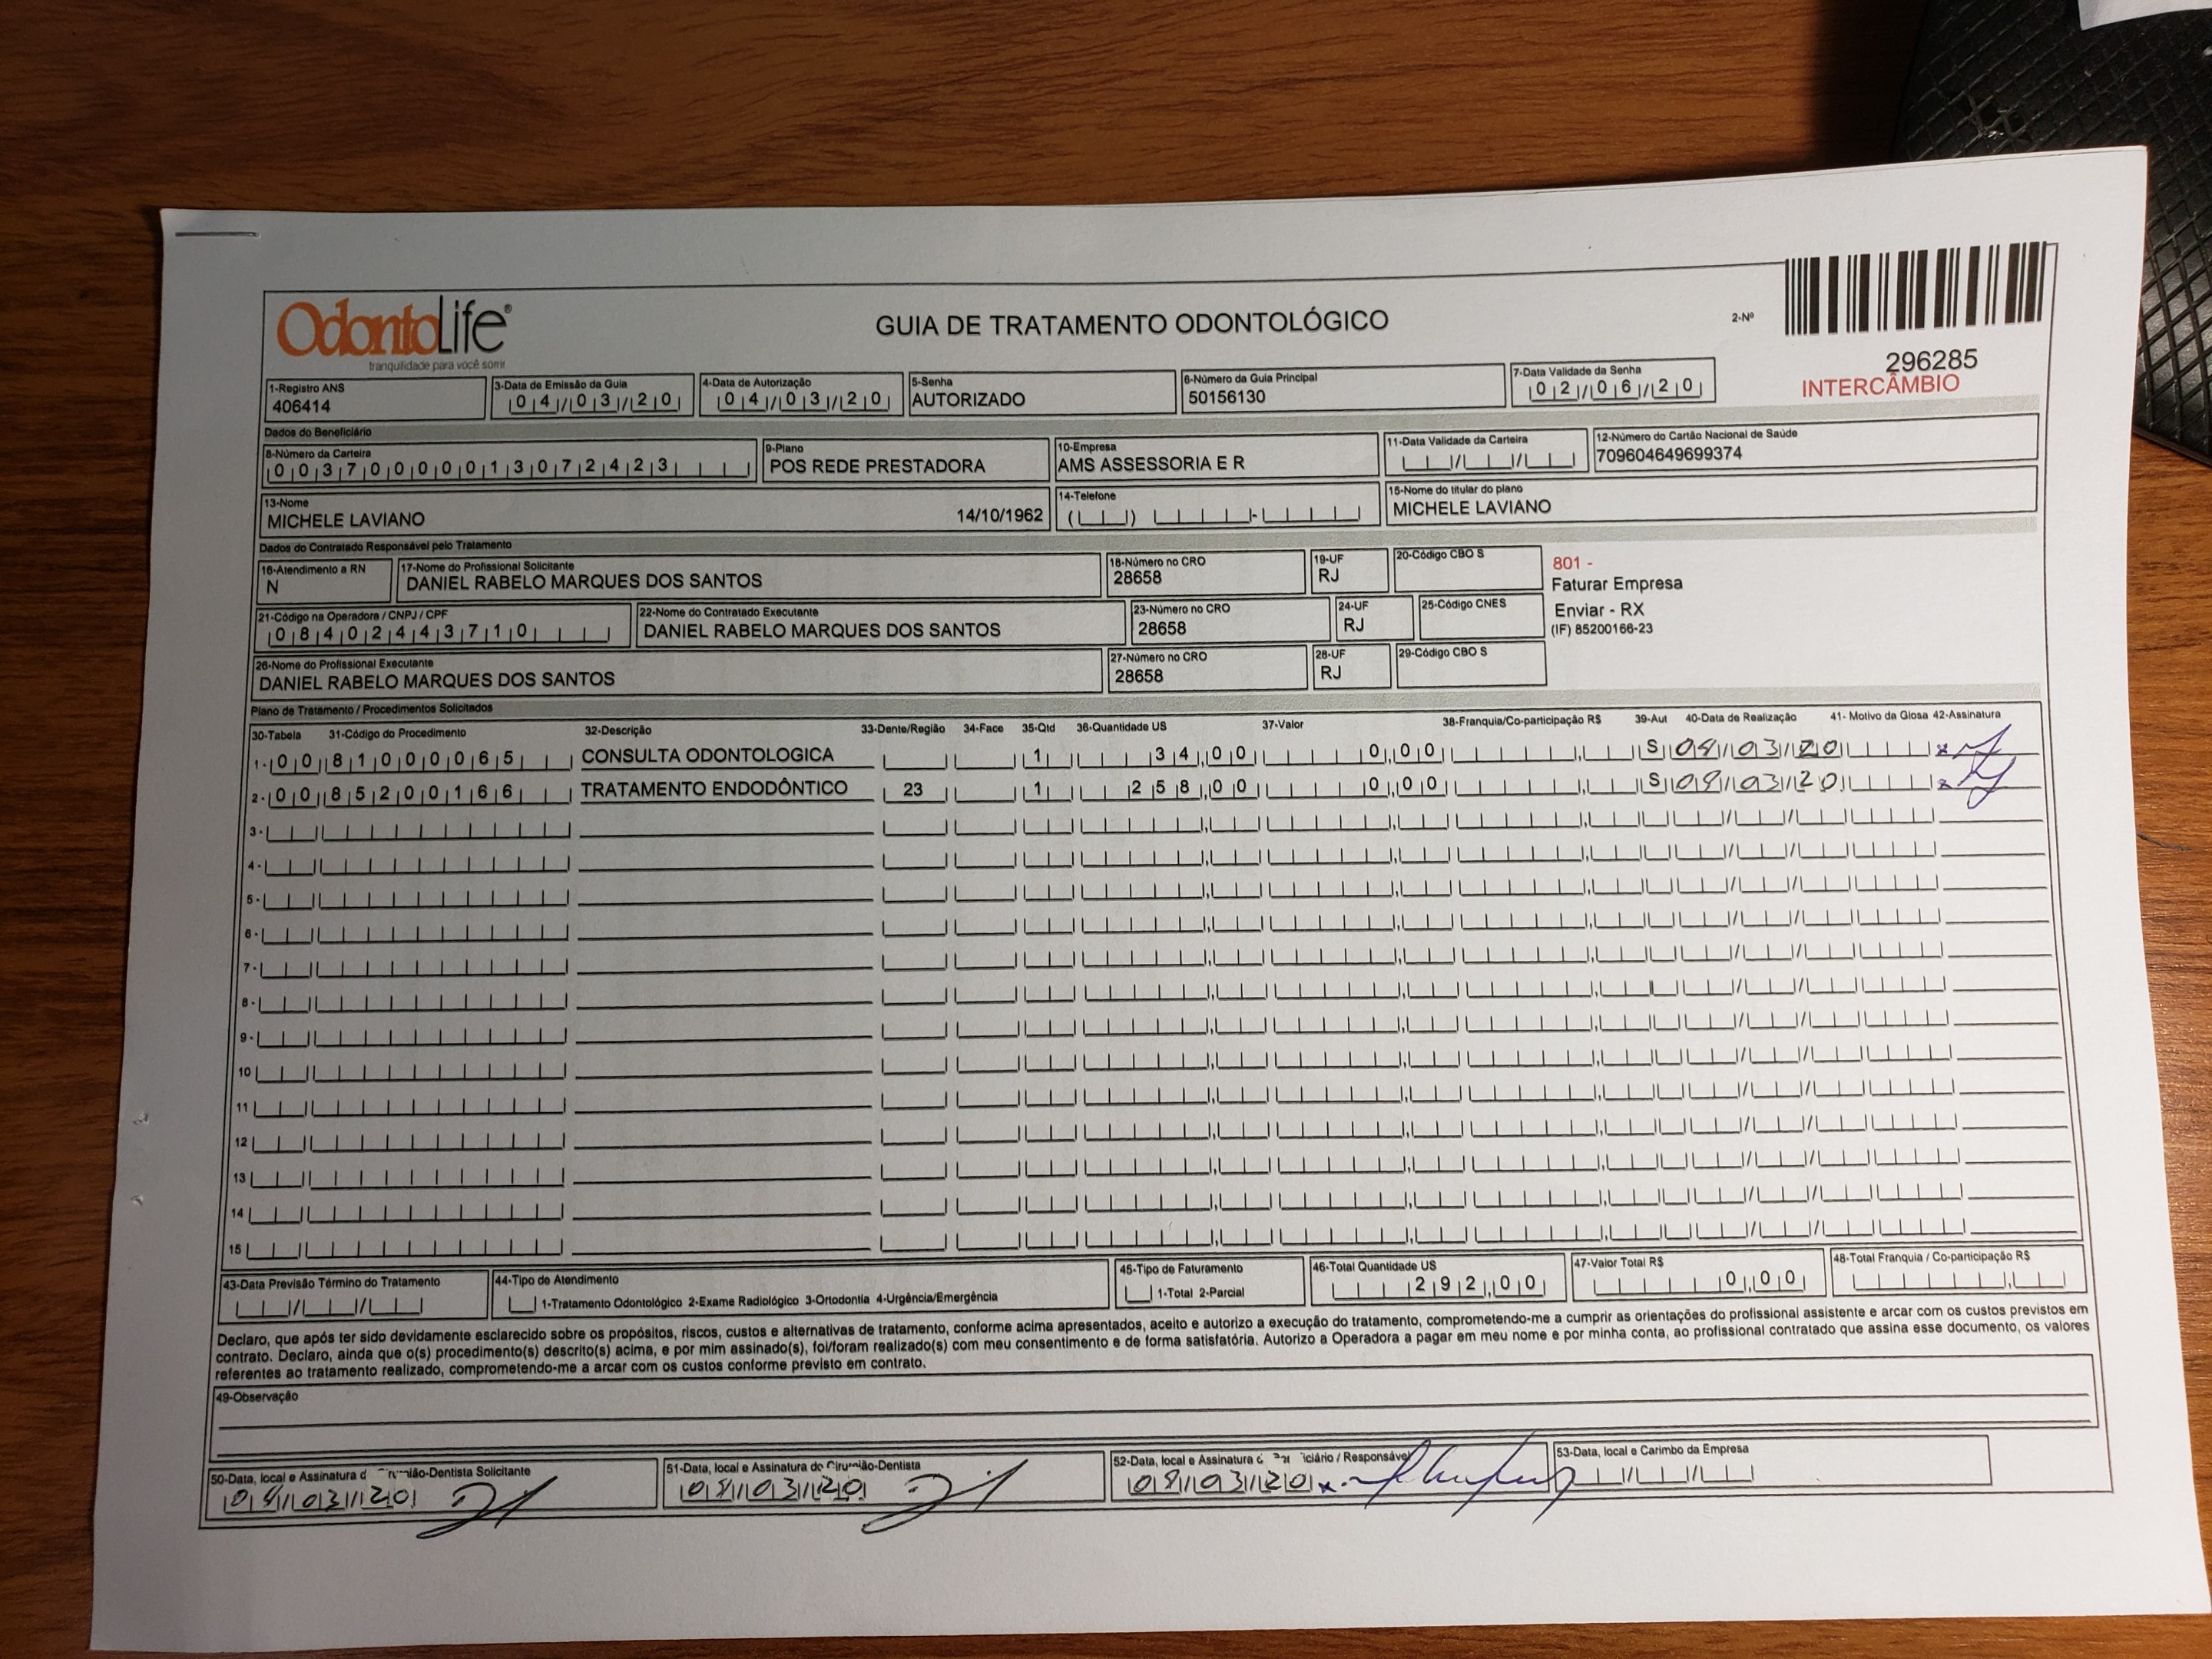 OdontoLife®
tranquilidade para você sorrir
GUIA DE TRATAMENTO ODONTOLÓGICO
2-Nº
296285
INTERCÂMBIO
1-Registro ANS
406414
3-Data de Emissão da Guia
04/03/20
4-Data de Autorização
04/03/20
5-Senha
AUTORIZADO
6-Número da Guia Principal
50156130
7-Data Validade da Senha
02/06/20
Dados do Beneficiário
8-Número da Carteira
00370000013072423
9-Plano
POS REDE PRESTADORA
10-Empresa
AMS ASSESSORIA E R
11-Data Validade da Carteira
12-Número do Cartão Nacional de Saúde
709604649699374
13-Nome
MICHELE LAVIANO 14/10/1962
14-Telefone
15-Nome do titular do plano
MICHELE LAVIANO
Dados do Contratado Responsável pelo Tratamento
16-Atendimento a RN
N
17-Nome do Profissional Solicitante
DANIEL RABELO MARQUES DOS SANTOS
18-Número no CRO
28658
19-UF
RJ
20-Código CBO S
801 -
Faturar Empresa
Enviar - RX
(IF) 85200166-23
21-Código na Operadora / CNPJ / CPF
08402443710
22-Nome do Contratado Executante
DANIEL RABELO MARQUES DOS SANTOS
23-Número no CRO
28658
24-UF
RJ
25-Código CNES
26-Nome do Profissional Executante
DANIEL RABELO MARQUES DOS SANTOS
27-Número no CRO
28658
28-UF
RJ
29-Código CBO S
Plano de Tratamento / Procedimentos Solicitados
30-Tabela 31-Código do Procedimento 32-Descrição 33-Dente/Região 34-Face 35-Qtd 36-Quantidade US 37-Valor 38-Franquia/Co-participação R$ 39-Aut 40-Data de Realização 41- Motivo da Glosa 42-Assinatura
1- 00 81000065 CONSULTA ODONTOLOGICA 1 34,00 0,00 S 09/03/20 x
2- 00 85200166 TRATAMENTO ENDODÔNTICO 23 1 258,00 0,00 S 09/03/20 x
3-
4-
5-
6-
7-
8-
9-
10
11
12
13
14
15
43-Data Previsão Término do Tratamento
44-Tipo de Atendimento
1-Tratamento Odontológico 2-Exame Radiológico 3-Ortodontia 4-Urgência/Emergência
45-Tipo de Faturamento
1-Total 2-Parcial
46-Total Quantidade US
292,00
47-Valor Total R$
0,00
48-Total Franquia / Co-participação R$
Declaro, que após ter sido devidamente esclarecido sobre os propósitos, riscos, custos e alternativas de tratamento, conforme acima apresentados, aceito e autorizo a execução do tratamento, comprometendo-me a cumprir as orientações do profissional assistente e arcar com os custos previstos em
contrato. Declaro, ainda que o(s) procedimento(s) descrito(s) acima, e por mim assinado(s), foi/foram realizado(s) com meu consentimento e de forma satisfatória. Autorizo a Operadora a pagar em meu nome e por minha conta, ao profissional contratado que assina esse documento, os valores
referentes ao tratamento realizado, comprometendo-me a arcar com os custos conforme previsto em contrato.
49-Observação
50-Data, local e Assinatura Cirurgião-Dentista Solicitante
09/03/20
51-Data, local e Assinatura do Cirurgião-Dentista
09/03/20
52-Data, local e Assinatura / Responsável
09/03/20 x
53-Data, local e Carimbo da Empresa